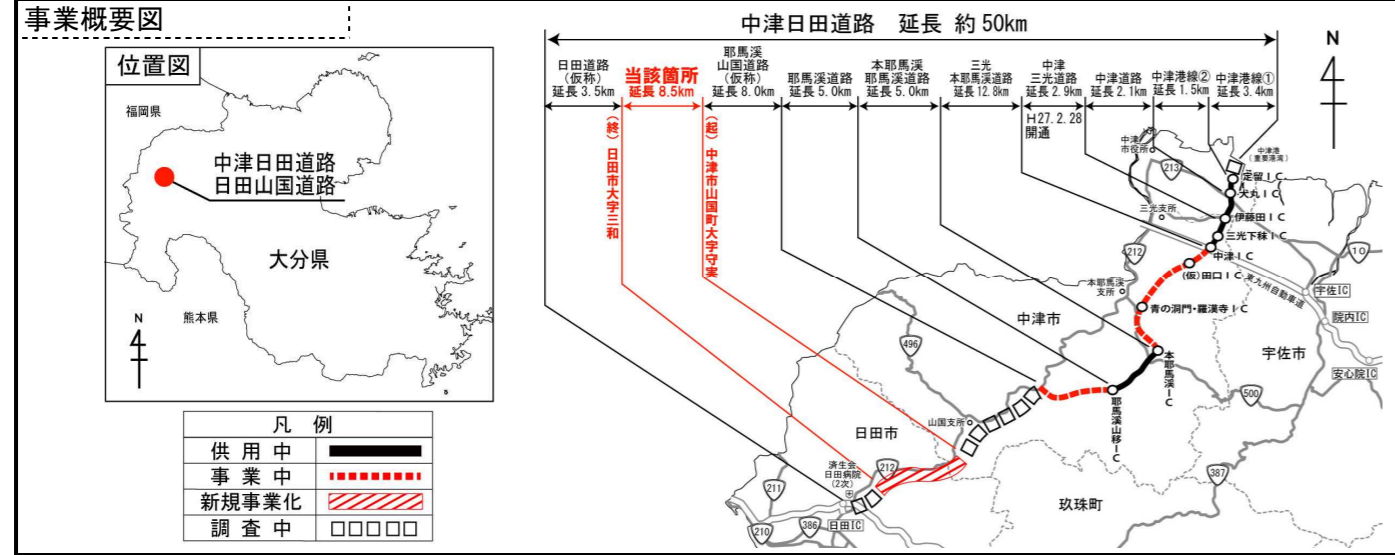 事業概要図
位置図
福岡県
中津日田道路
日田山国道路
大分県
熊本県
N
S
凡 例
供 用 中
事 業 中
新規事業化
調 査 中
中津日田道路 延長 約50km
日田道路
(仮称)
延長 3.5km
当該箇所
延長 8.5km
耶馬溪
山国道路
(仮称)
延長 8.0km
耶馬溪道路
延長 5.0km
本耶馬溪
耶馬溪道路
延長 5.0km
三光
本耶馬溪道路
延長 12.8km
中津
三光道路
延長 2.9km
H27.2.28
開通
中津道路
延長 2.1km
中津港線②
延長 1.5km
中津港線①
延長 3.4km
N
(終)日田市大字三和
(起)中津市山国町大字守実
中津
市役所
中津港
(重要港湾)
213
定留IC
犬丸IC
伊藤田IC
三光支所
三光下秣IC
212
10
中津IC
(仮)田口IC
東九州自動車道
宇佐IC
本耶馬溪
支所
青の洞門・羅漢寺IC
院内IC
中津市
宇佐市
496
本耶馬溪IC
安心院IC
500
耶馬溪山移IC
山国支所
日田市
212
済生会
日田病院
(2次)
211
387
玖珠町
210
386
日田IC